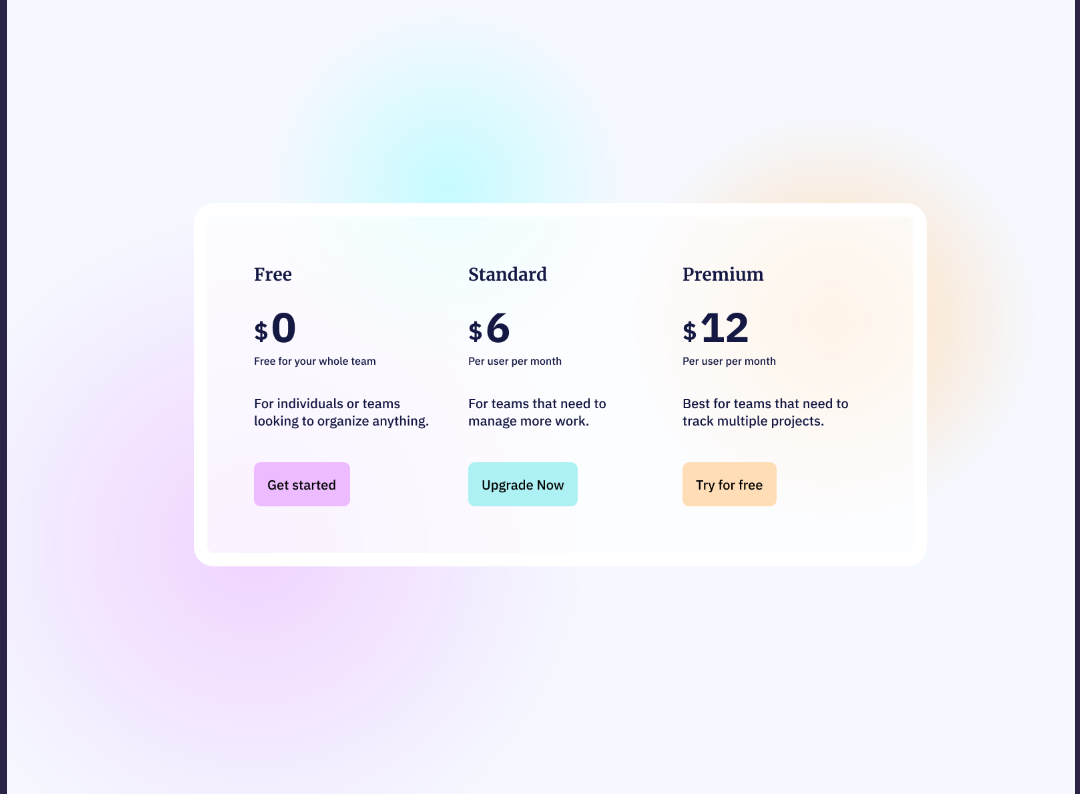 Free
$0
Free for your whole team
For individuals or teams
looking to organize anything.
Get started
Standard
$6
Per user per month
For teams that need to
manage more work.
Upgrade Now
Premium
$12
Per user per month
Best for teams that need to
track multiple projects.
Try for free